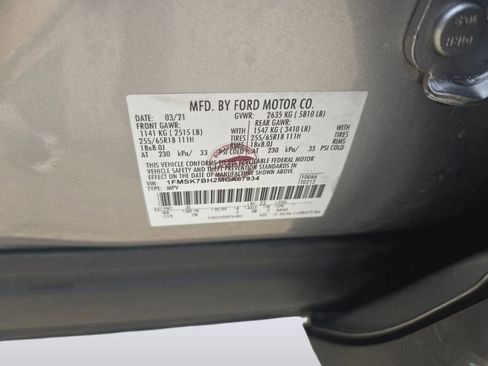 MFD. BY FORD MOTOR CO.
DATE: 03/21 GVWR: 2635 KG ( 5810 LB)
FRONT GAWR: REAR GAWR:
1141 KG ( 2515 LB) WITH 1547 KG ( 3410 LB) WITH
255/65R18 111H TIRES 255/65R18 111H TIRES
18x8.0J RIMS 18x8.0J RIMS
AT 230 kPa/ 33 PSI COLD AT 230 kPa/ 33 PSI COLD
THIS VEHICLE CONFORMS TO ALL APPLICABLE FEDERAL MOTOR
VEHICLE SAFETY AND THEFT PREVENTION STANDARDS IN
EFFECT ON THE DATE OF MANUFACTURE SHOWN ABOVE.
VIN: 1FMSK7BH2MGA67934 F0066
TYPE: MPV T0212